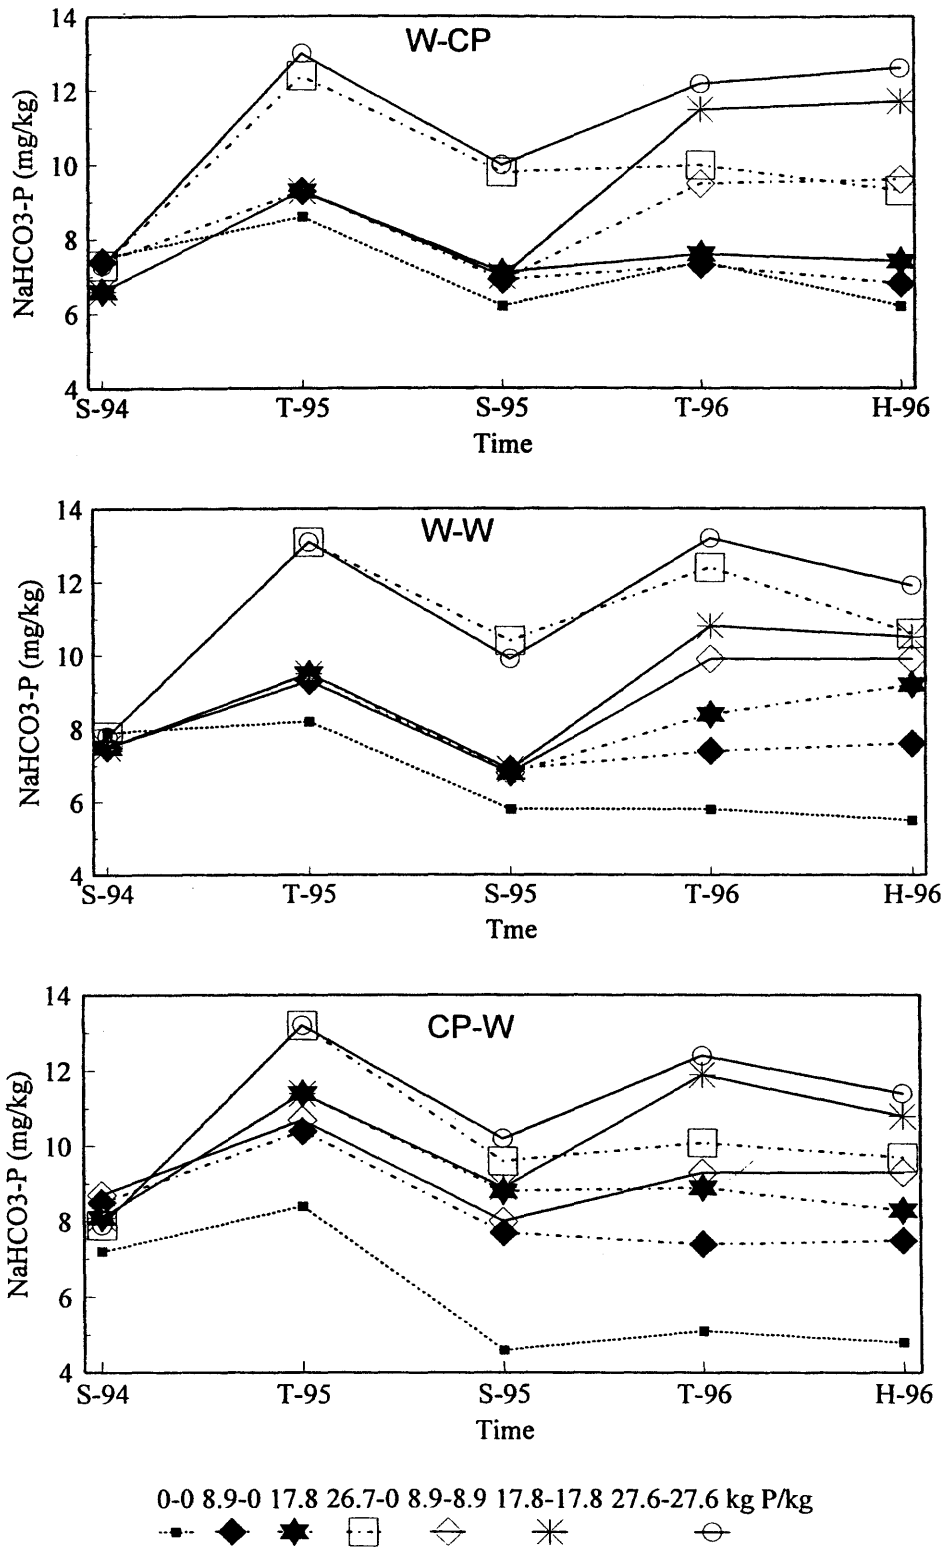 W-CP
NaHCO3-P (mg/kg)
14
12
10
8
6
4
S-94 T-95 S-95 T-96 H-96
Time
W-W
NaHCO3-P (mg/kg)
14
12
10
8
6
4
S-94 T-95 S-95 T-96 H-96
Tme
CP-W
NaHCO3-P (mg/kg)
14
12
10
8
6
4
S-94 T-95 S-95 T-96 H-96
Time
0-0 8.9-0 17.8 26.7-0 8.9-8.9 17.8-17.8 27.6-27.6 kg P/kg